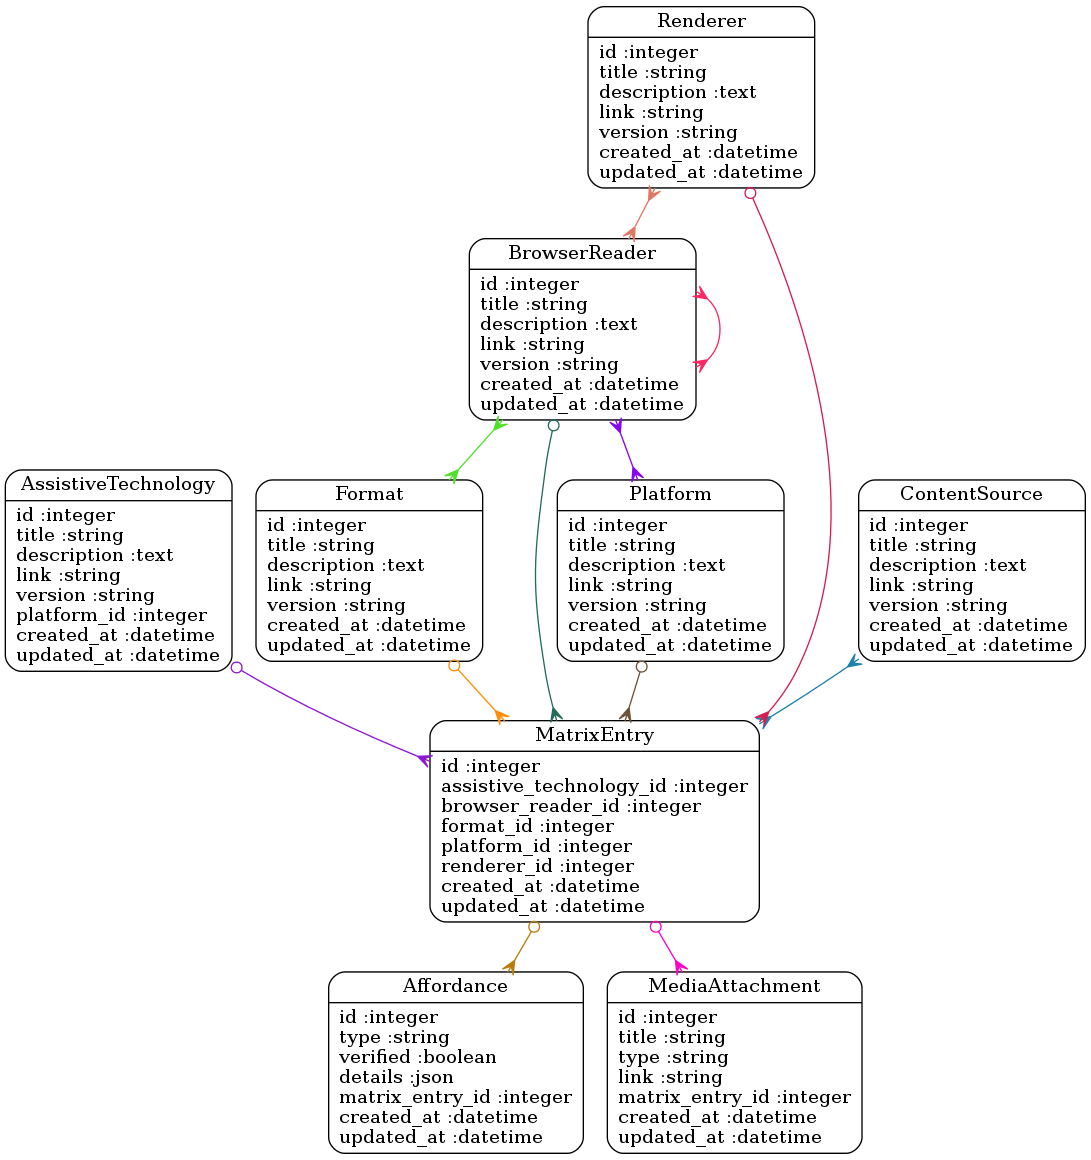 Renderer
id :integer
title :string
description :text
link :string
version :string
created_at :datetime
updated_at :datetime
BrowserReader
id :integer
title :string
description :text
link :string
version :string
created_at :datetime
updated_at :datetime
AssistiveTechnology
id :integer
title :string
description :text
link :string
version :string
platform_id :integer
created_at :datetime
updated_at :datetime
Format
id :integer
title :string
description :text
link :string
version :string
created_at :datetime
updated_at :datetime
Platform
id :integer
title :string
description :text
link :string
version :string
created_at :datetime
updated_at :datetime
ContentSource
id :integer
title :string
description :text
link :string
version :string
created_at :datetime
updated_at :datetime
MatrixEntry
id :integer
assistive_technology_id :integer
browser_reader_id :integer
format_id :integer
platform_id :integer
renderer_id :integer
created_at :datetime
updated_at :datetime
Affordance
id :integer
type :string
verified :boolean
details :json
matrix_entry_id :integer
created_at :datetime
updated_at :datetime
MediaAttachment
id :integer
title :string
type :string
link :string
matrix_entry_id :integer
created_at :datetime
updated_at :datetime